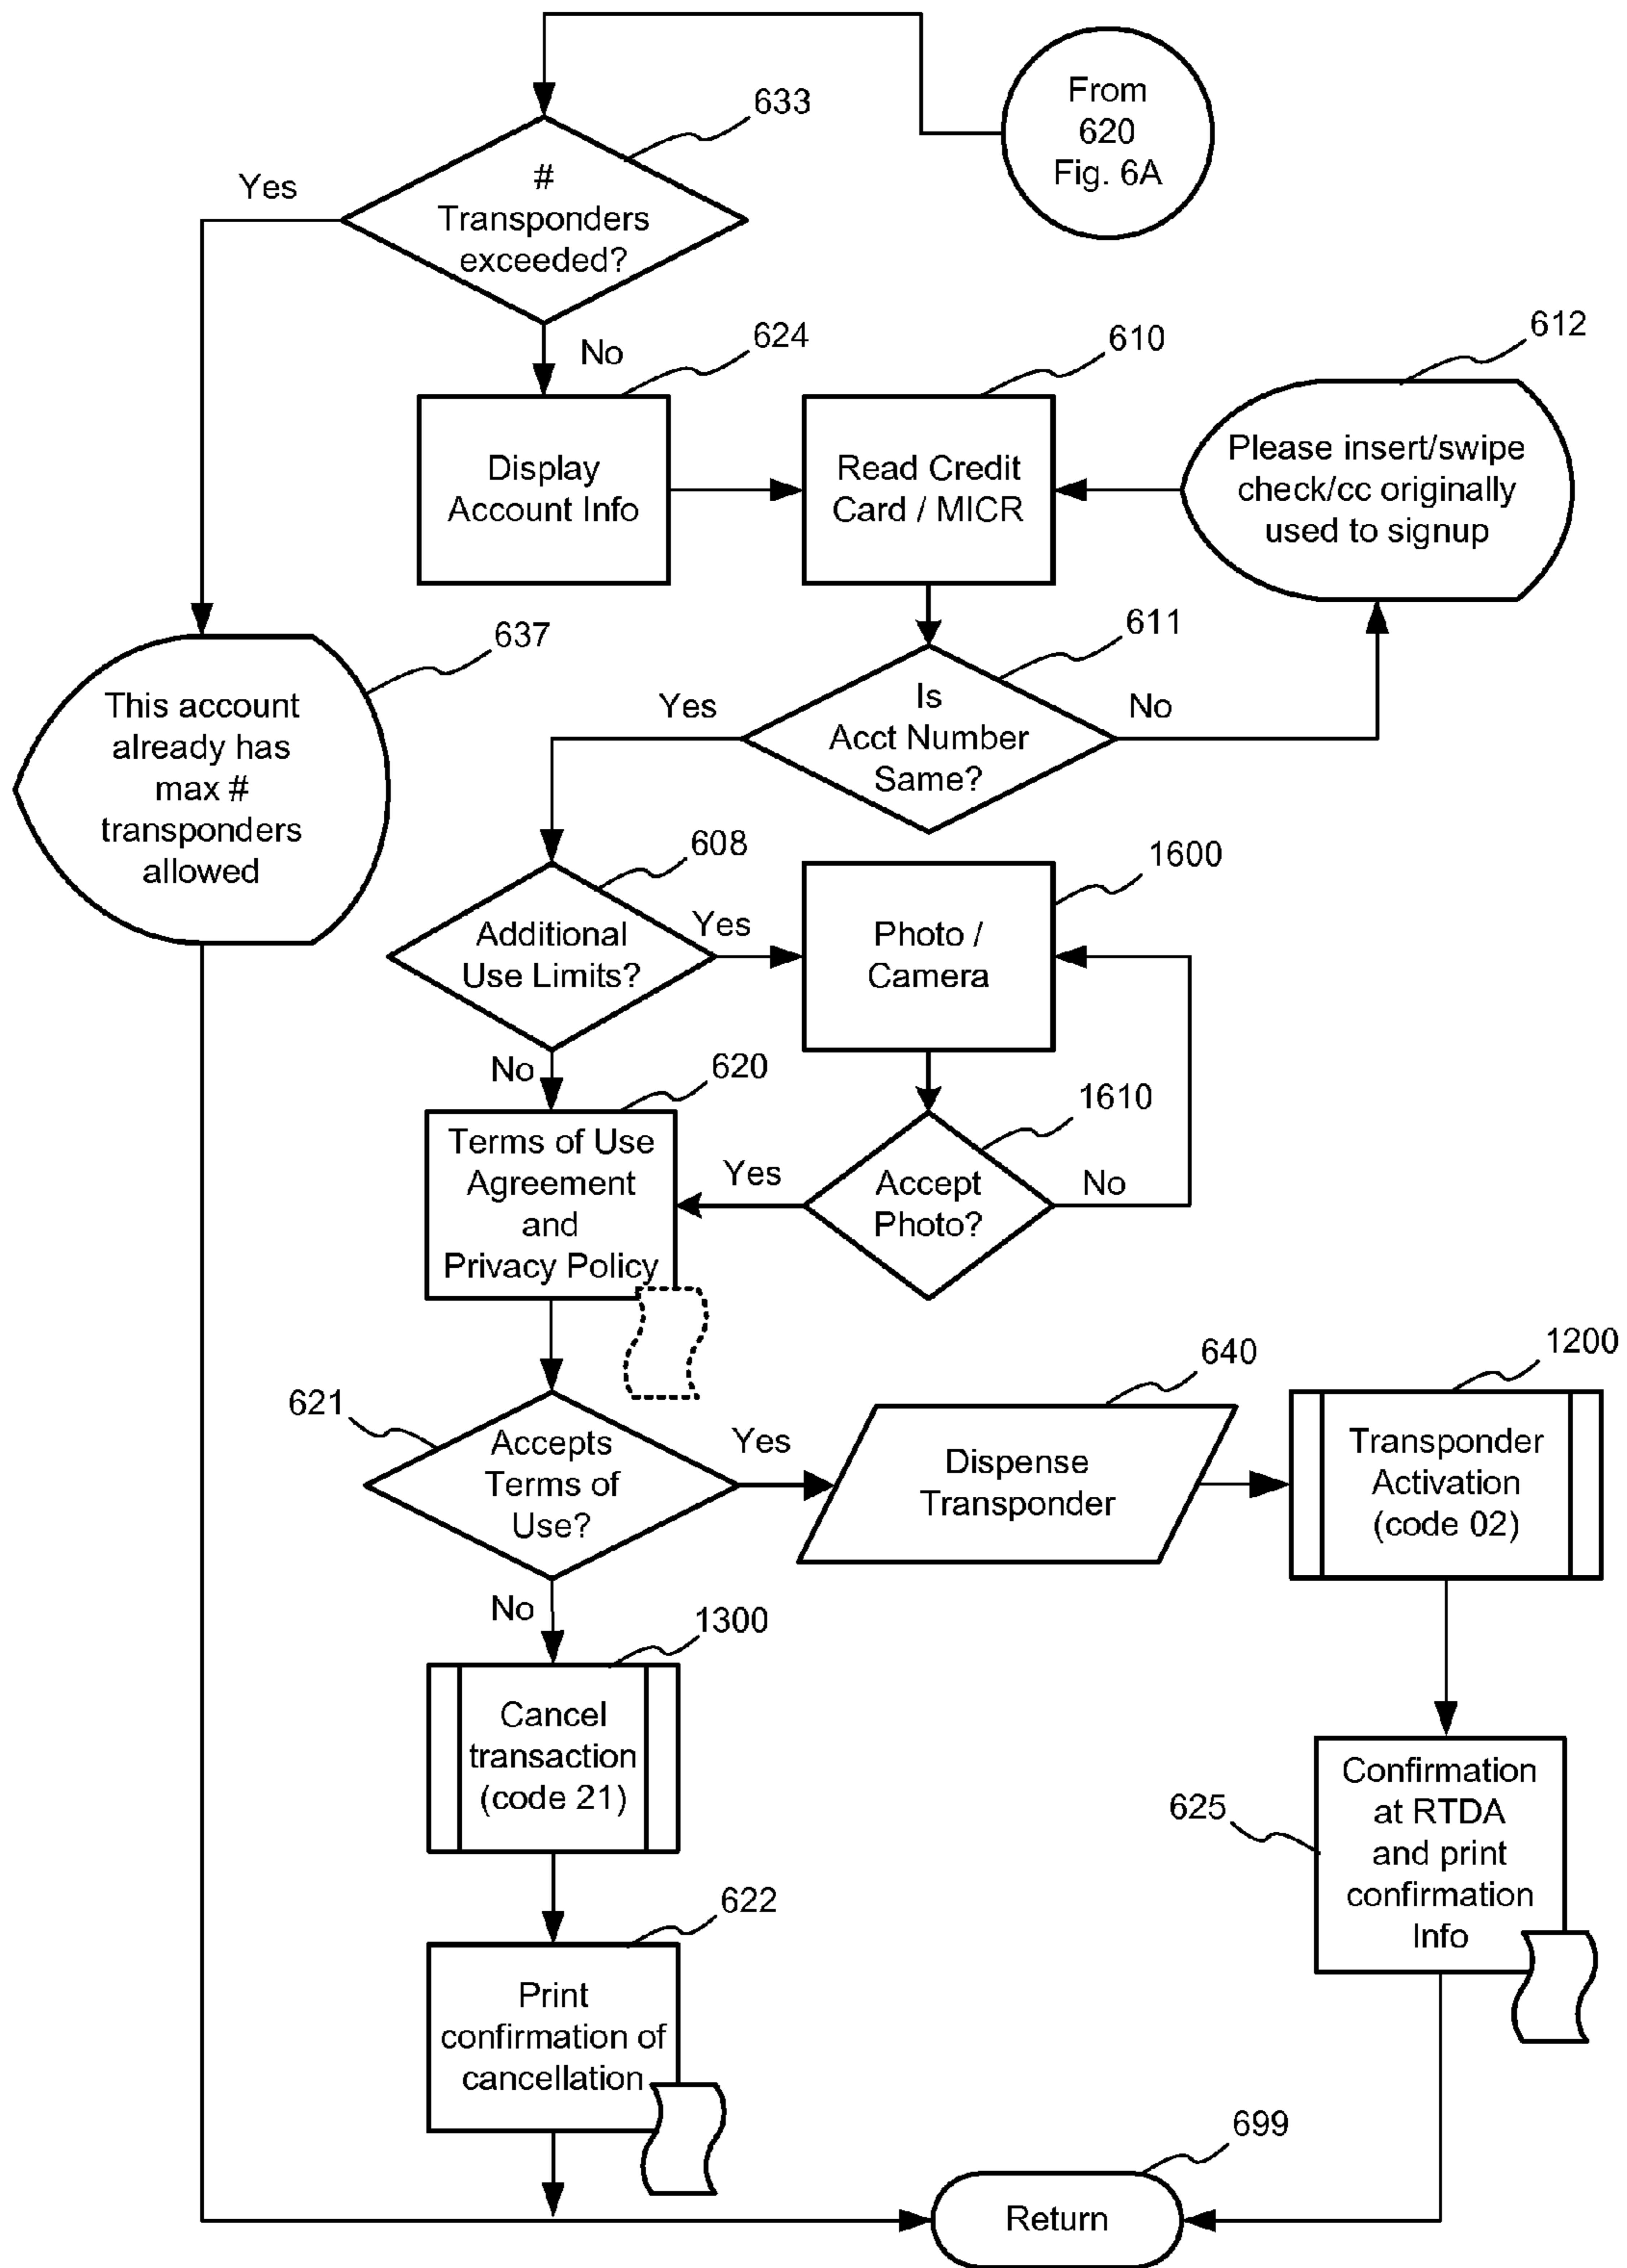 From
620
Fig. 6A
633
#
Transponders
exceeded?
Yes
No
624
Display
Account Info
610
Read Credit
Card / MICR
612
Please insert/swipe
check/cc originally
used to signup
637
This account
already has
max #
transponders
allowed
611
Is
Acct Number
Same?
Yes
No
608
Additional
Use Limits?
Yes
No
1600
Photo /
Camera
620
Terms of Use
Agreement
and
Privacy Policy
1610
Accept
Photo?
Yes
No
621
Accepts
Terms of
Use?
Yes
No
640
Dispense
Transponder
1200
Transponder
Activation
(code 02)
1300
Cancel
transaction
(code 21)
625
Confirmation
at RTDA
and print
confirmation
Info
622
Print
confirmation of
cancellation
699
Return